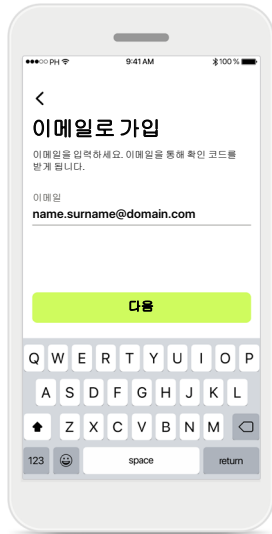 PH 9:41 AM 100 %
이메일로 가입
이메일을 입력하세요. 이메일을 통해 확인 코드를
받게 됩니다.
이메일
name.surname@domain.com
다음
Q W E R T Y U I O P
A S D F G H J K L
Z X C V B N M
123 space return